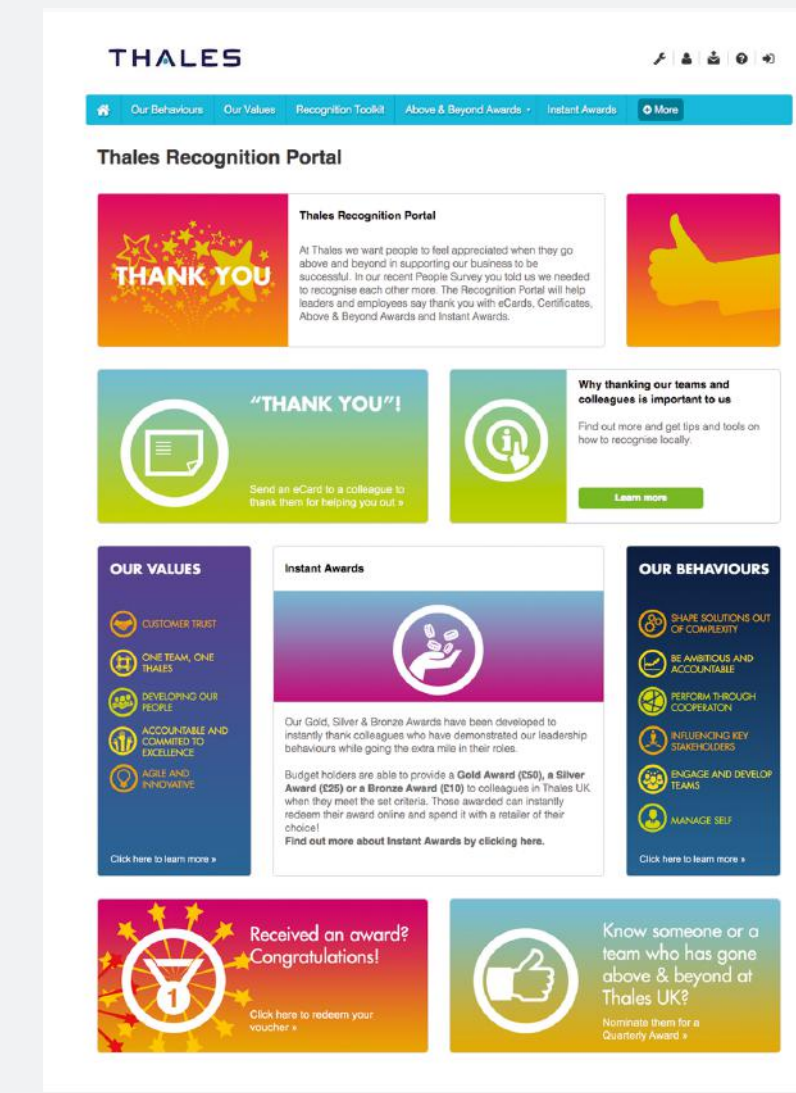 THALES
Our Behaviours
Our Values
Recognition Toolkit
Above & Beyond Awards
Instant Awards
More
Thales Recognition Portal
THANK YOU
Thales Recognition Portal
At Thales we want people to feel appreciated when they go
above and beyond in supporting our business to be
successful. In our recent People Survey you told us we needed
to recognise each other more. The Recognition Portal will help
leaders and employees say thank you with eCards, Certificates,
Above & Beyond Awards and Instant Awards.
"THANK YOU"!
Send an eCard to a colleague to
thank them for helping you out »
Why thanking our teams and
colleagues is important to us
Find out more and get tips and tools on
how to recognise locally.
Learn more
OUR VALUES
CUSTOMER TRUST
ONE TEAM, ONE
THALES
DEVELOPING OUR
PEOPLE
ACCOUNTABLE AND
COMMITED TO
EXCELLENCE
AGILE AND
INNOVATIVE
Click here to learn more »
Instant Awards
Our Gold, Silver & Bronze Awards have been developed to
instantly thank colleagues who have demonstrated our leadership
behaviours while going the extra mile in their roles.
Budget holders are able to provide a Gold Award (£50), a Silver
Award (£25) or a Bronze Award (£10) to colleagues in Thales UK
when they meet the set criteria. Those awarded can instantly
redeem their award online and spend it with a retailer of their
choice!
Find out more about Instant Awards by clicking here.
OUR BEHAVIOURS
SHAPE SOLUTIONS OUT
OF COMPLEXITY
BE AMBITIOUS AND
ACCOUNTABLE
PERFORM THROUGH
COOPERATON
INFLUENCING KEY
STAKEHOLDERS
ENGAGE AND DEVELOP
TEAMS
MANAGE SELF
Click here to learn more »
1
Received an award?
Congratulations!
Click here to redeem your
voucher »
Know someone or a
team who has gone
above & beyond at
Thales UK?
Nominate them for a
Quarterly Award »